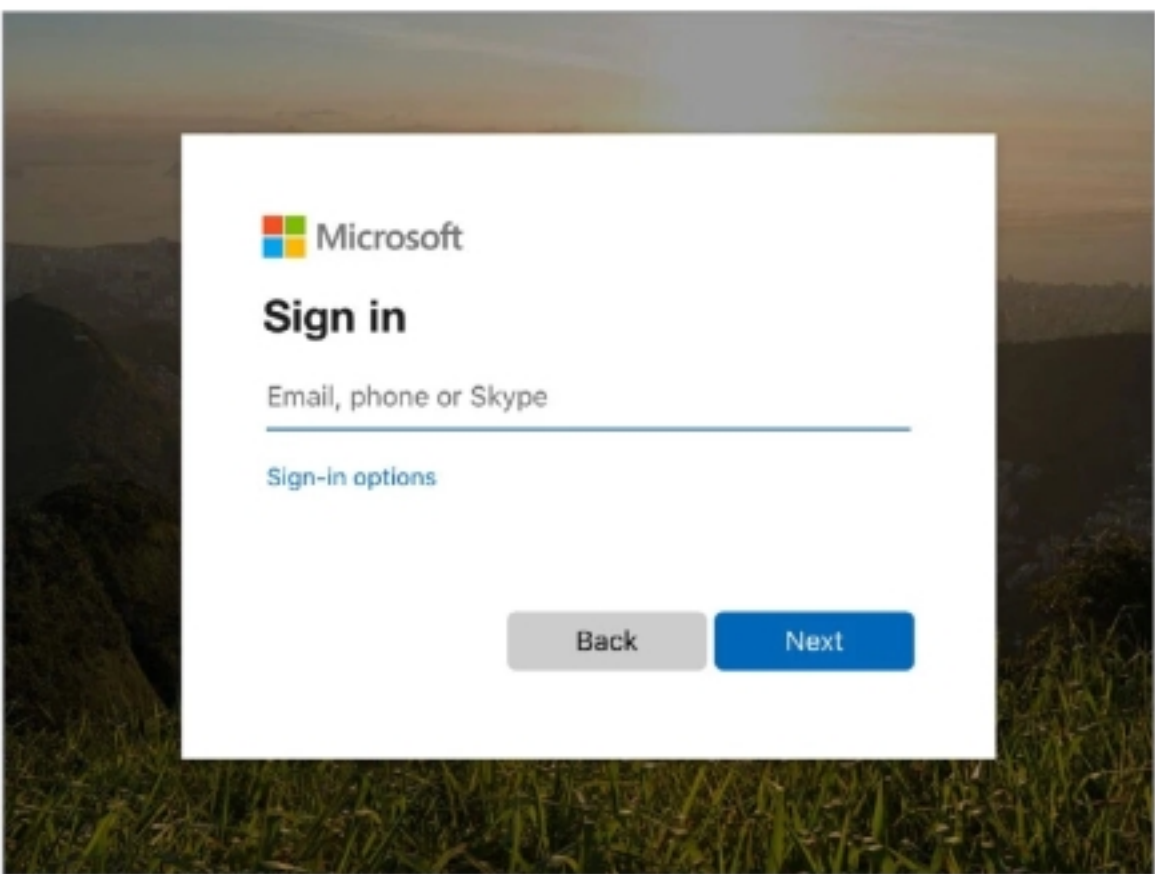 Microsoft
Sign in
Email, phone or Skype
Sign-in options
Back
Next